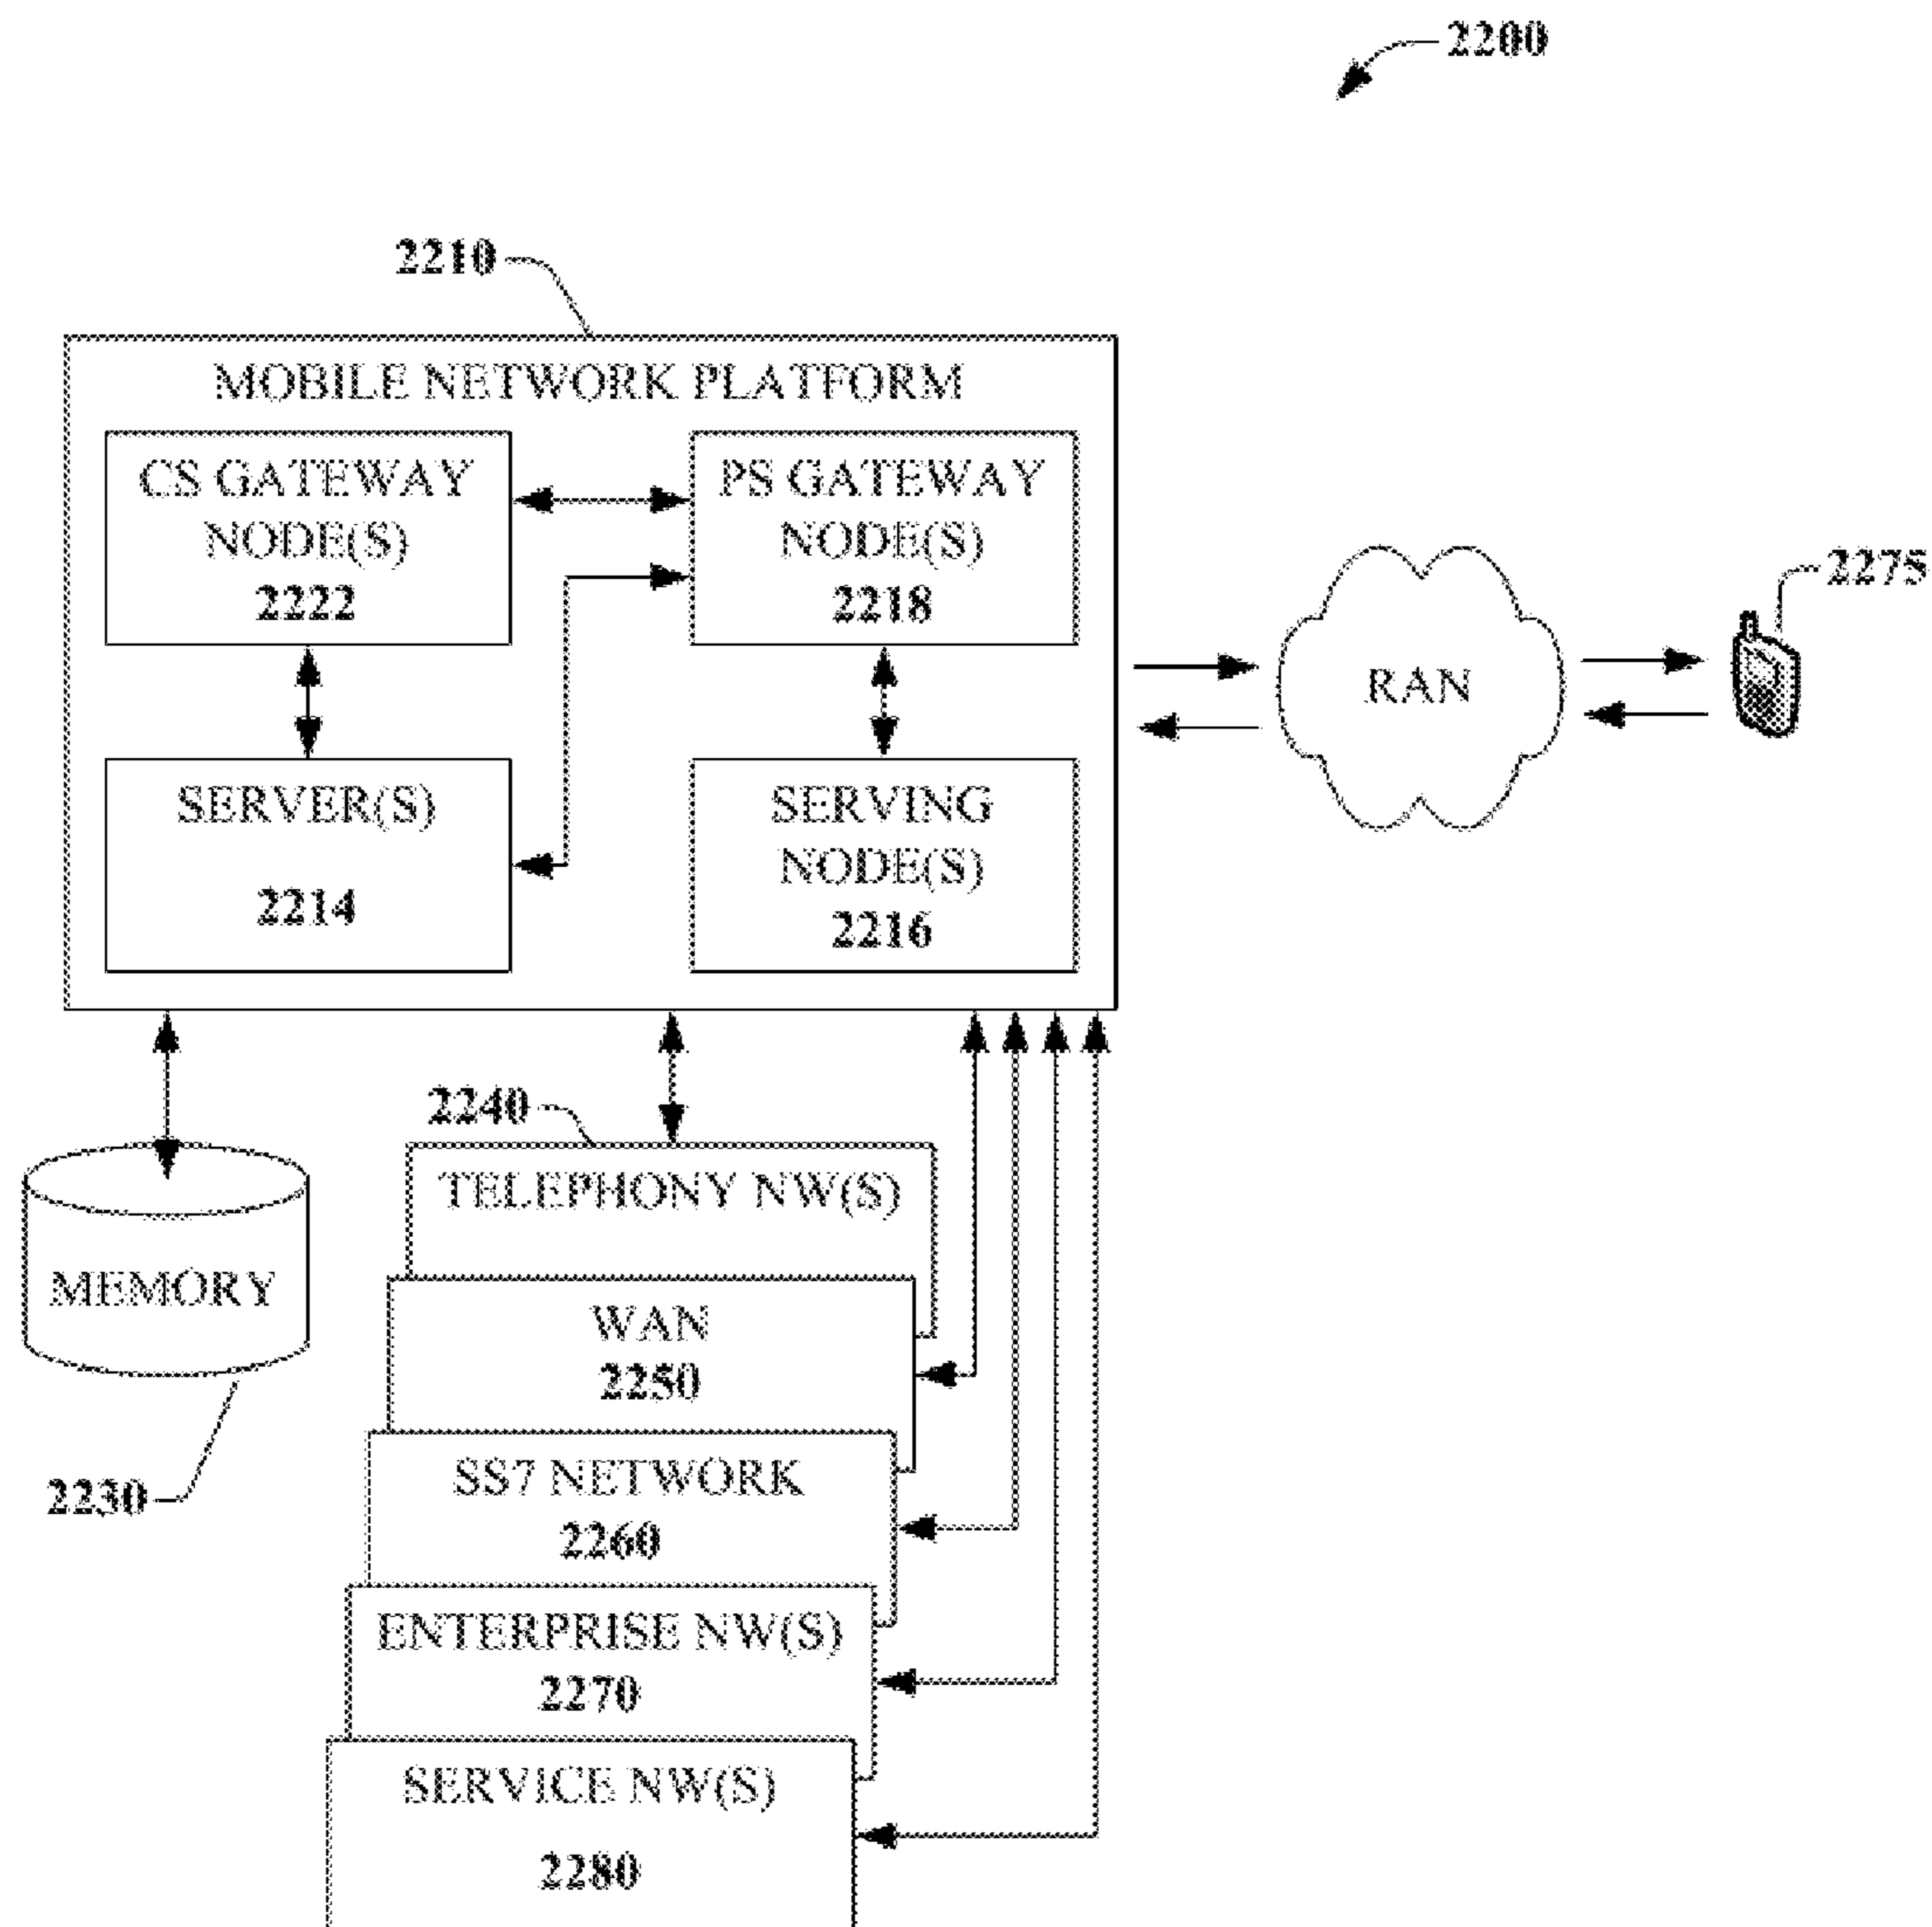 2200
2210
MOBILE NETWORK PLATFORM
CS GATEWAY
NODE(S)
2222
PS GATEWAY
NODE(S)
2218
SERVER(S)
2214
SERVING
NODE(S)
2216
RAN
2275
2240
TELEPHONY NW(S)
MEMORY
2230
WAN
2250
SS7 NETWORK
2260
ENTERPRISE NW(S)
2270
SERVICE NW(S)
2280